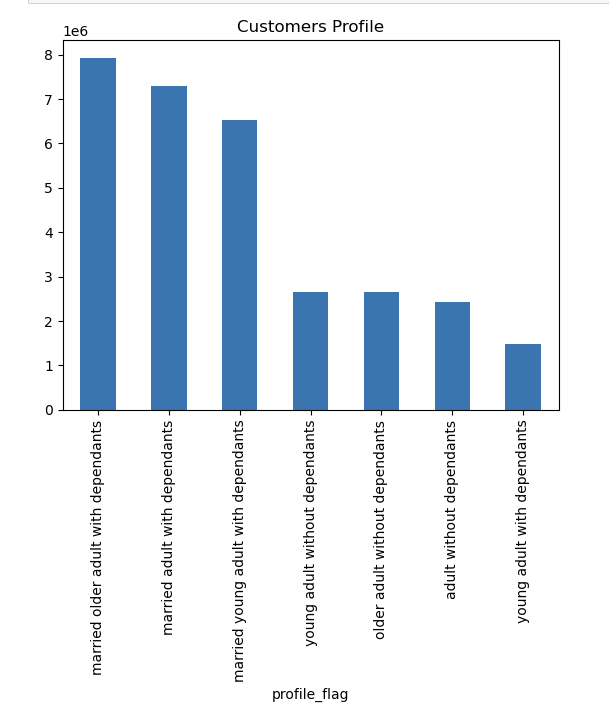 Customers Profile
1e6
8
7
6
5
4
3
2
1
0
married older adult with dependants
married adult with dependants
married young adult with dependants
young adult without dependants
older adult without dependants
adult without dependants
young adult with dependants
profile_flag